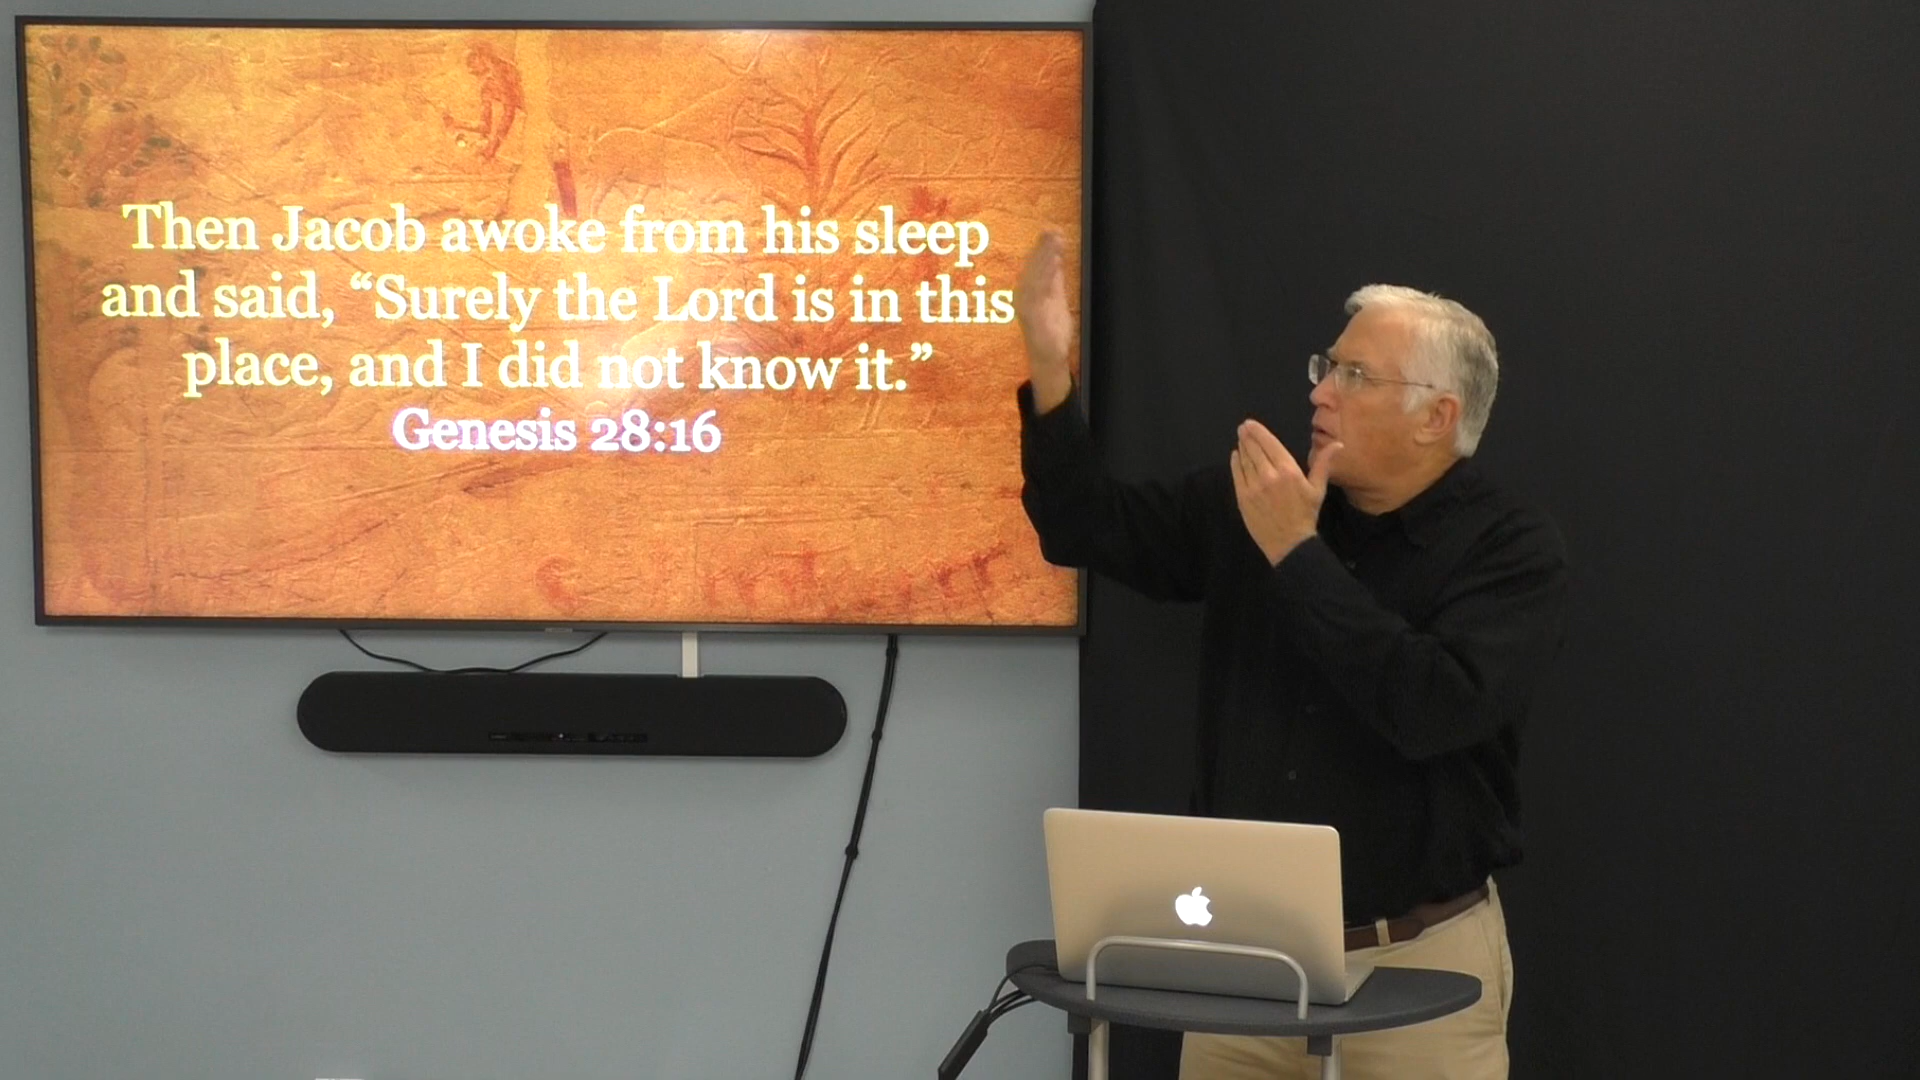 Then Jacob awoke from his sleep
and said, “Surely the Lord is in this
place, and I did not know it.”
Genesis 28:16